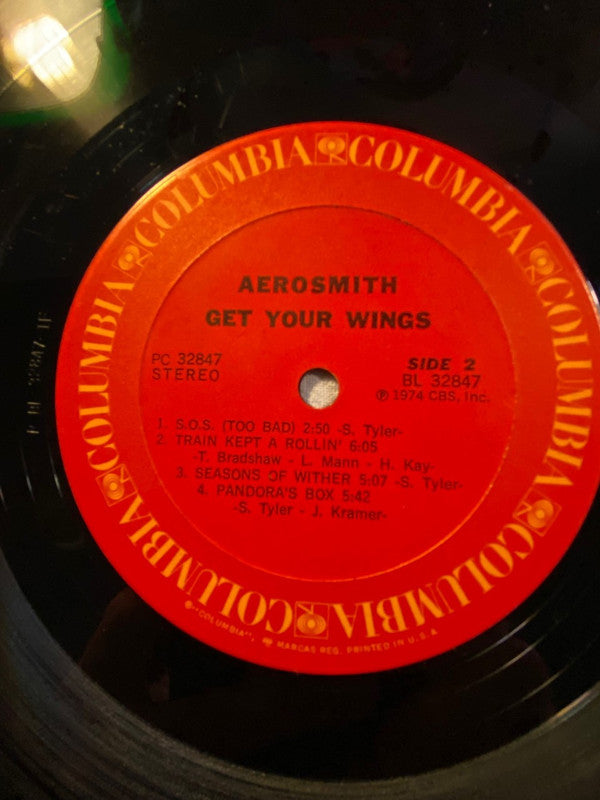 COLUMBIA COLUMBIA COLUMBIA COLUMBIA COLUMBIA COLUMBIA
AEROSMITH
GET YOUR WINGS
PC 32847
STEREO
SIDE 2
BL 32847
Ⓟ 1974 CBS, Inc.
1. S.O.S. (TOO BAD) 2:50 -S. Tyler-
2. TRAIN KEPT A ROLLIN' 6:05
-T. Bradshaw - L. Mann - H. Kay-
3. SEASONS OF WITHER 5:07 -S. Tyler-
4. PANDORA'S BOX 5:42
-S. Tyler - J. Kramer-
®"COLUMBIA", MARCAS REG. PRINTED IN U.S.A.